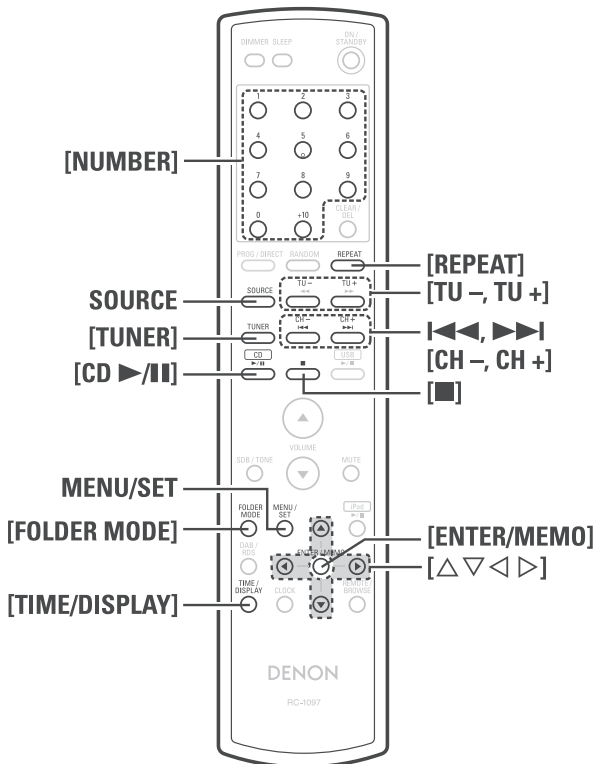 DIMMER SLEEP
ON / STANDBY
1 2 3
4 5 6
[NUMBER]
7 8 9
CLEAR / DEL
0 +10
PROG / DIRECT RANDOM REPEAT
[REPEAT]
SOURCE
SOURCE
TU – TU +
◀◀ ▶▶
[TU –, TU +]
[TUNER]
TUNER
CH – CH +
I◀◀ ▶▶I
I◀◀, ▶▶I
[CH –, CH +]
[CD ▶/II]
CD
▶/II
■
USB
▶/II
[■]
VOLUME
SDB / TONE
MUTE
MENU/SET
FOLDER MODE
MENU / SET
iPod
▶/II
[FOLDER MODE]
[ENTER/MEMO]
DAB / RDS
ENTER / MEMO
[△ ▽ ◁ ▷]
[TIME/DISPLAY]
TIME / DISPLAY
CLOCK
REMOTE / BROWSE
DENON
RC-1097